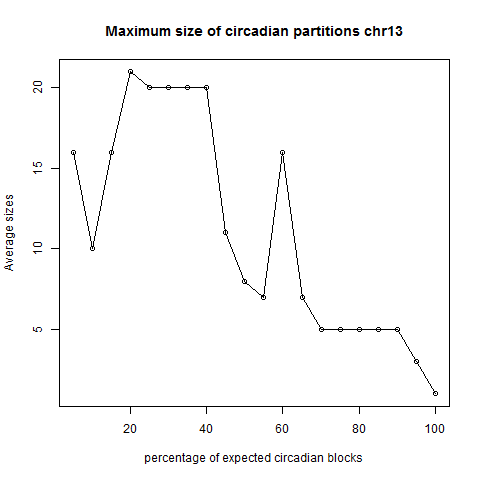 Maximum size of circadian partitions chr13
Average sizes
20
15
10
5
20 40 60 80 100
percentage of expected circadian blocks